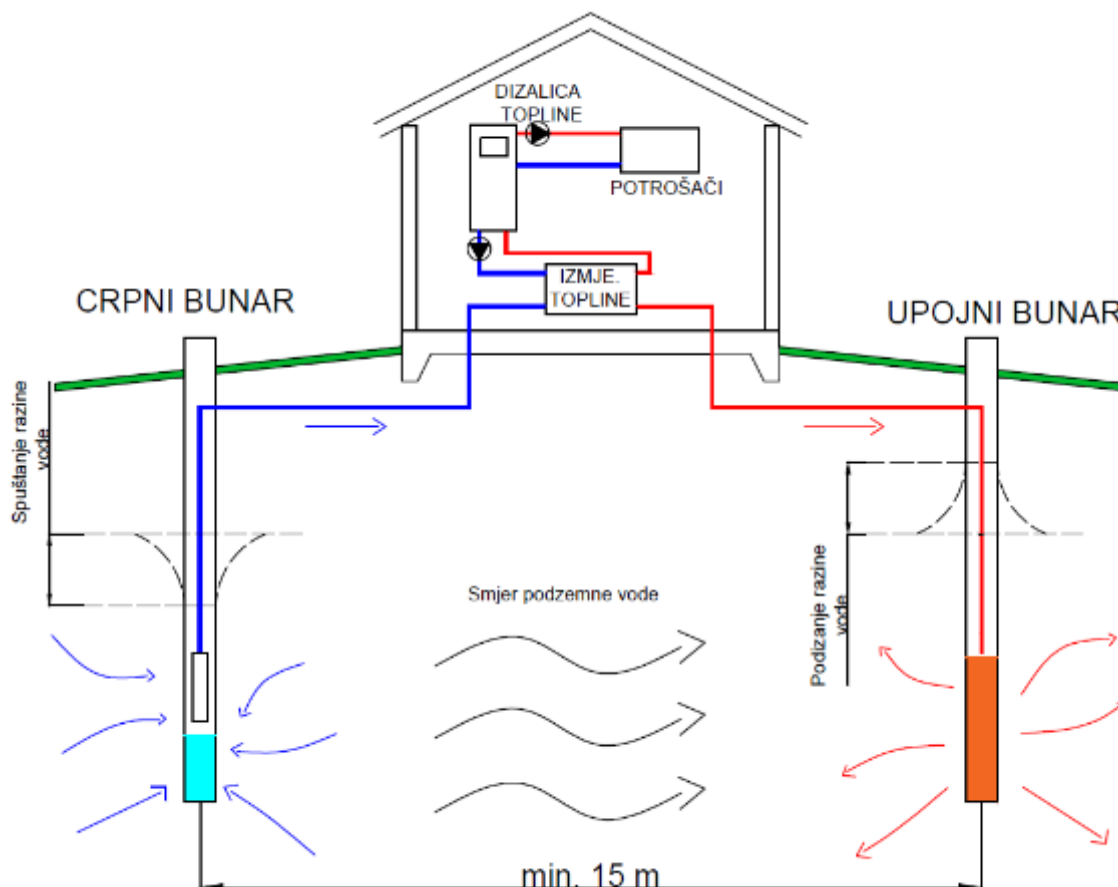 DIZALICA
TOPLINE
POTROŠAČI
IZMJE.
TOPLINE
CRPNI BUNAR
UPOJNI BUNAR
Spuštanje razine
vode
Smjer podzemne vode
Podizanje razine
vode
min. 15 m